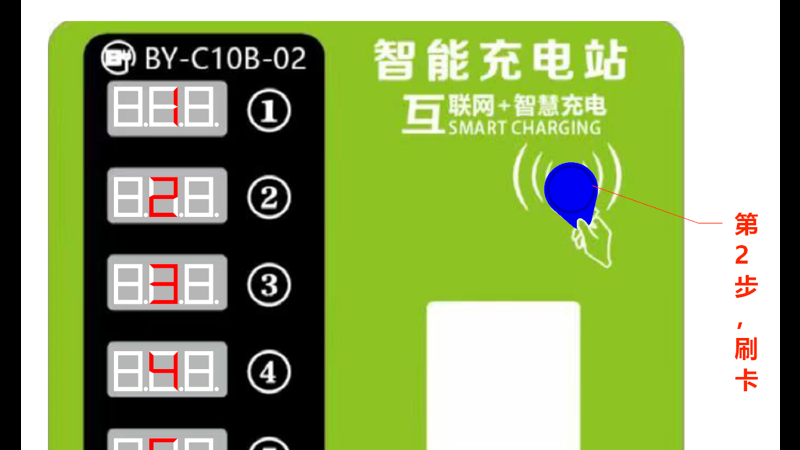 BY-C10B-02
智能充电站
互联网+智慧充电
SMART CHARGING
1 ①
2 ②
3 ③
4 ④
第2步,刷卡